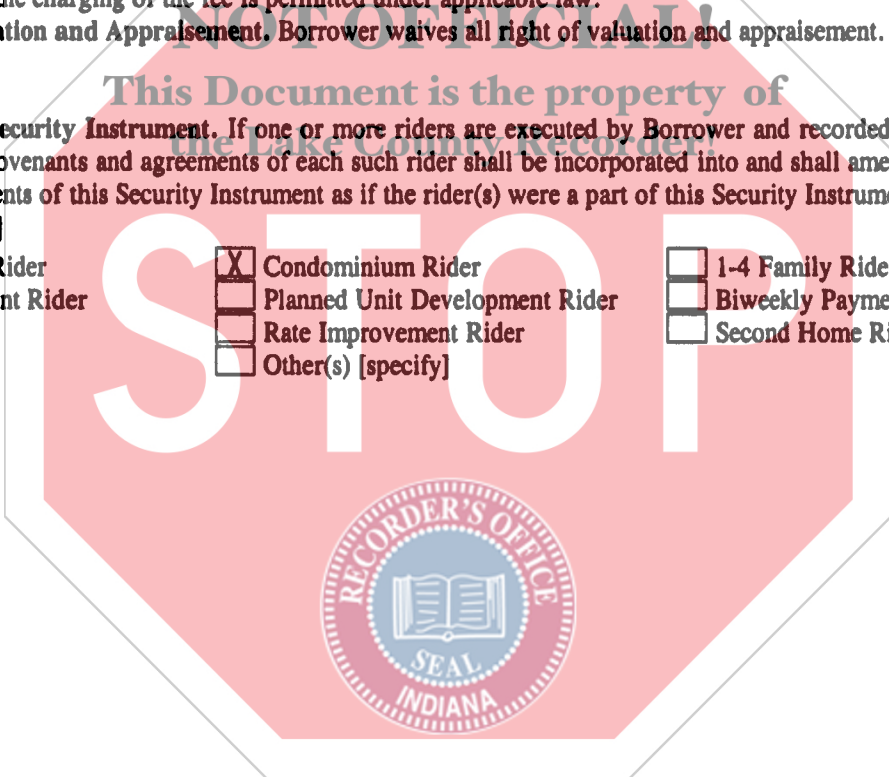 the charging of the fee is permitted under applicable law.
NOT OFFICIAL!
tion and Appraisement. Borrower waives all right of valuation and appraisement.
This Document is the property of
ecurity Instrument. If one or more riders are executed by Borrower and recorded
the Lake County Recorder!
ovenants and agreements of each such rider shall be incorporated into and shall ame
ents of this Security Instrument as if the rider(s) were a part of this Security Instrume
]
Rider X Condominium Rider 1-4 Family Ride
nt Rider Planned Unit Development Rider Biweekly Payme
Rate Improvement Rider Second Home Ri
Other(s) [specify]
STOP
RECORDER'S OFFICE
SEAL
INDIANA